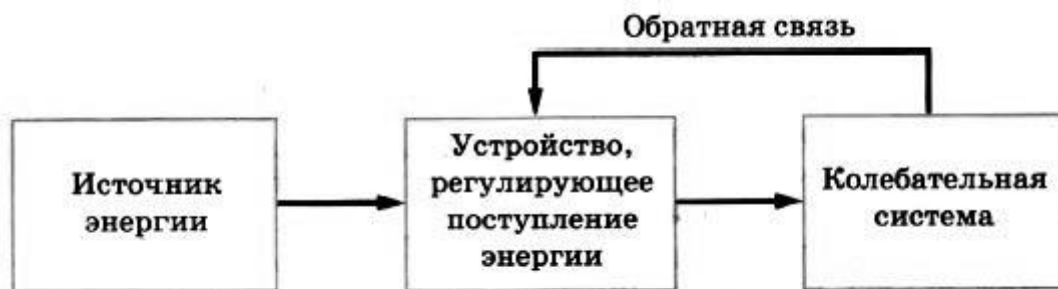 Обратная связь
Источник
энергии
Устройство,
регулирующее
поступление
энергии
Колебательная
система